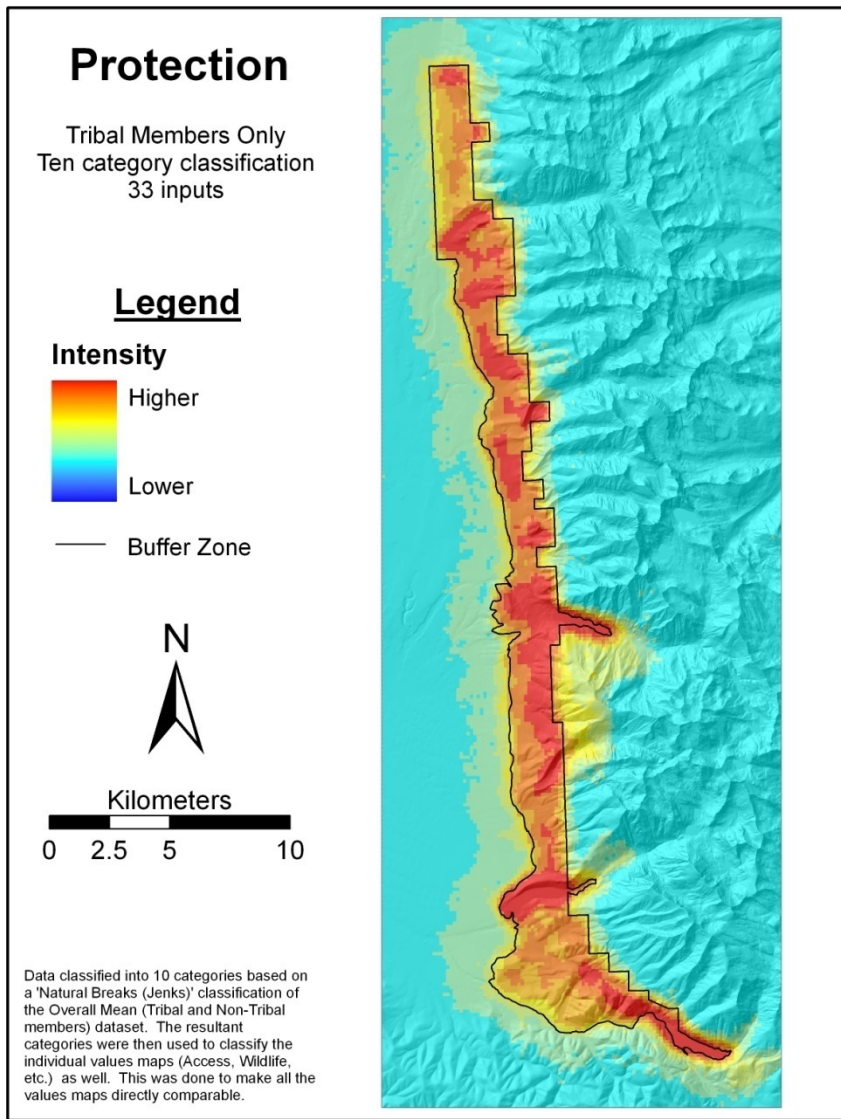 Protection
Tribal Members Only
Ten category classification
33 inputs
Legend
Intensity
Higher
Lower
Buffer Zone
N
Kilometers
0 2.5 5 10
Data classified into 10 categories based on
a 'Natural Breaks (Jenks)' classification of
the Overall Mean (Tribal and Non-Tribal
members) dataset. The resultant
categories were then used to classify the
individual values maps (Access, Wildlife,
etc.) as well. This was done to make all the
values maps directly comparable.